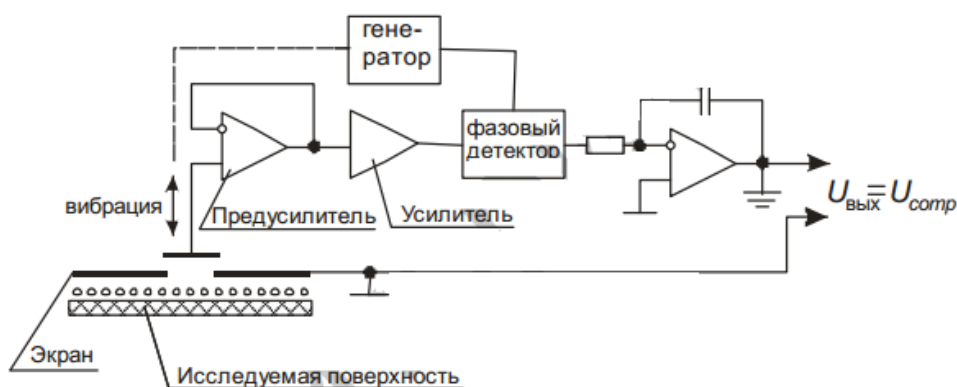 гене-
ратор
фазовый
детектор
вибрация
Предусилитель
Усилитель
Uвых=Ucomp
Экран
Исследуемая поверхность